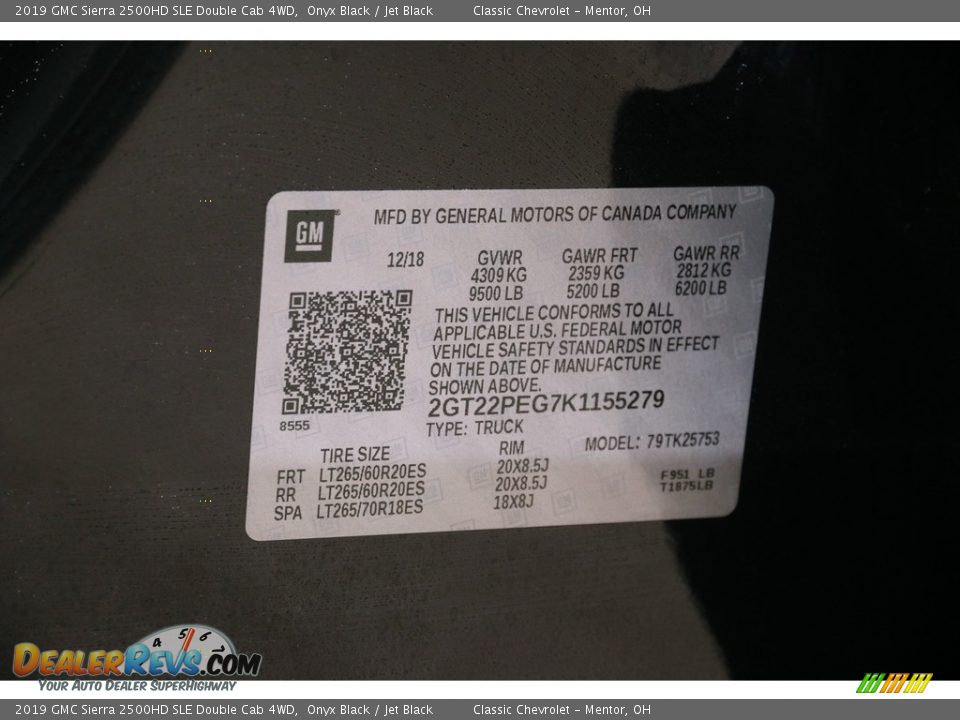 2019 GMC Sierra 2500HD SLE Double Cab 4WD, Onyx Black / Jet Black Classic Chevrolet – Mentor, OH
GM
MFD BY GENERAL MOTORS OF CANADA COMPANY
12/18 GVWR GAWR FRT GAWR RR
4309 KG 2359 KG 2812 KG
9500 LB 5200 LB 6200 LB
THIS VEHICLE CONFORMS TO ALL
APPLICABLE U.S. FEDERAL MOTOR
VEHICLE SAFETY STANDARDS IN EFFECT
ON THE DATE OF MANUFACTURE
SHOWN ABOVE.
8555
2GT22PEG7K1155279
TYPE: TRUCK MODEL: 79TK25753
TIRE SIZE RIM
FRT LT265/60R20ES 20X8.5J
RR LT265/60R20ES 20X8.5J
SPA LT265/70R18ES 18X8J
F951 LB
T1875LB
4 5 6
DEALERREVS.COM
YOUR AUTO DEALER SUPERHIGHWAY
2019 GMC Sierra 2500HD SLE Double Cab 4WD, Onyx Black / Jet Black Classic Chevrolet – Mentor, OH